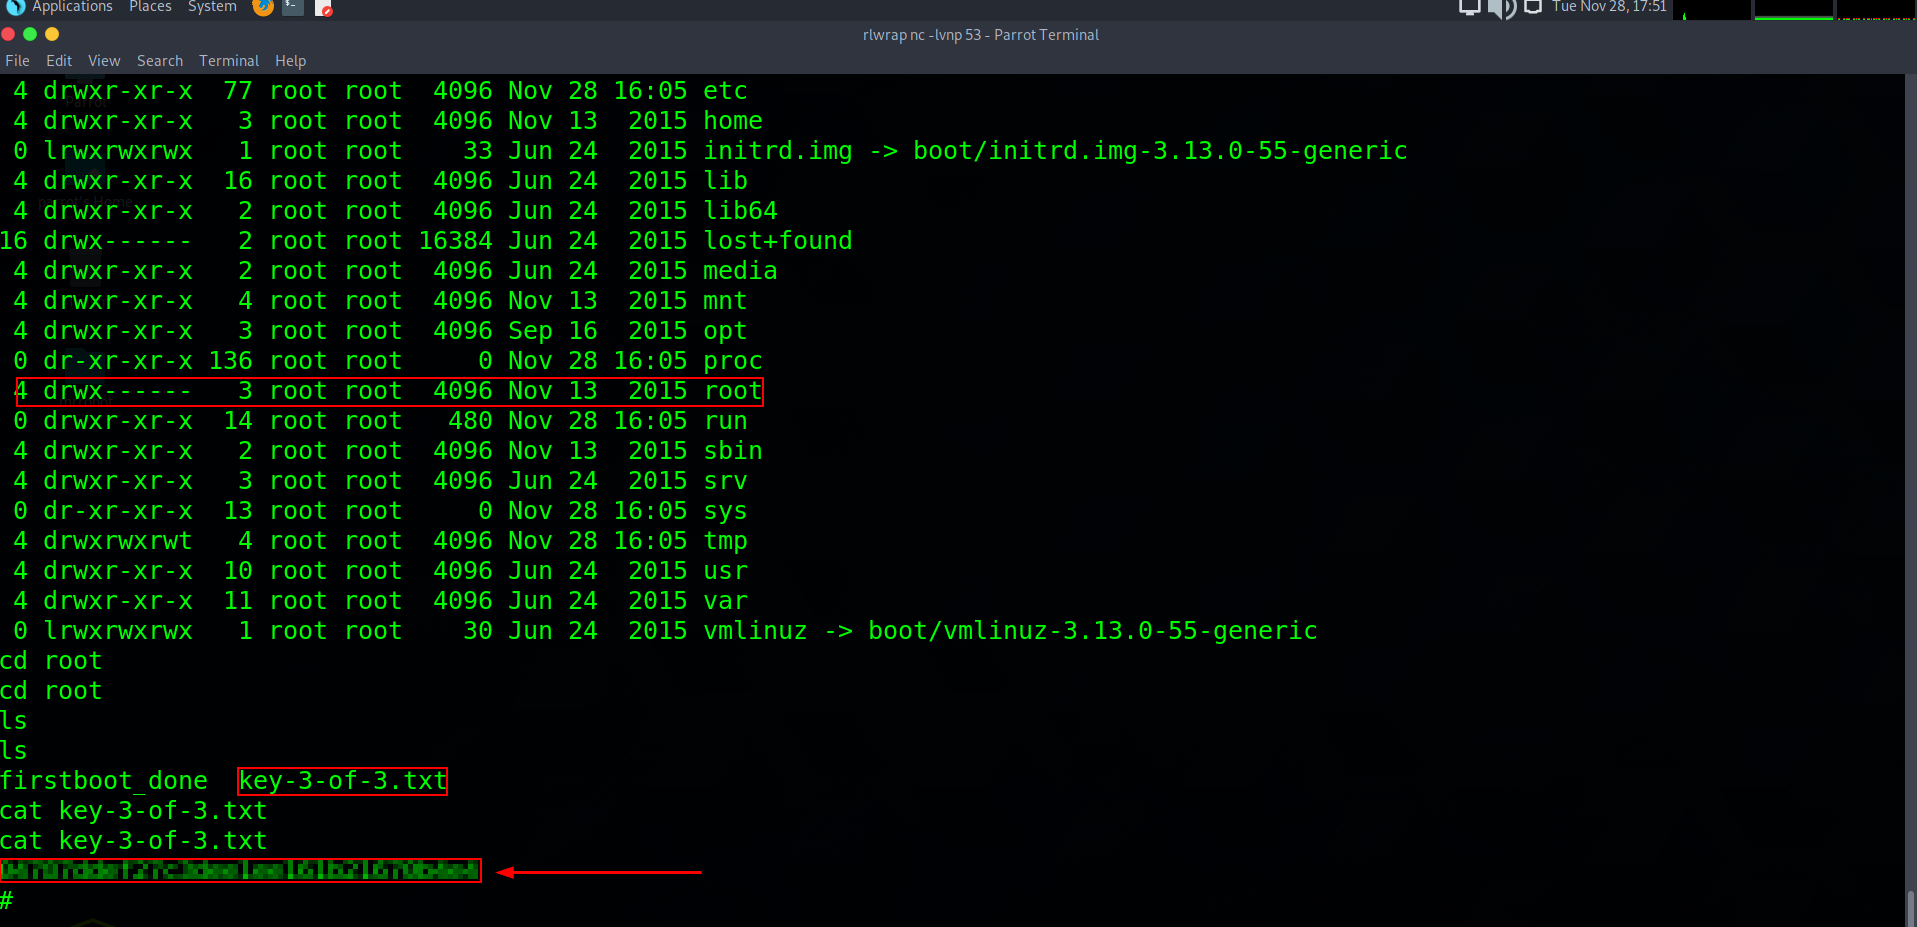 Applications Places System Tue Nov 28, 17:51
rlwrap nc -lvnp 53 - Parrot Terminal
File Edit View Search Terminal Help
4 drwxr-xr-x 77 root root 4096 Nov 28 16:05 etc
4 drwxr-xr-x 3 root root 4096 Nov 13 2015 home
0 lrwxrwxrwx 1 root root 33 Jun 24 2015 initrd.img -> boot/initrd.img-3.13.0-55-generic
4 drwxr-xr-x 16 root root 4096 Jun 24 2015 lib
4 drwxr-xr-x 2 root root 4096 Jun 24 2015 lib64
16 drwx------ 2 root root 16384 Jun 24 2015 lost+found
4 drwxr-xr-x 2 root root 4096 Jun 24 2015 media
4 drwxr-xr-x 4 root root 4096 Nov 13 2015 mnt
4 drwxr-xr-x 3 root root 4096 Sep 16 2015 opt
0 dr-xr-xr-x 136 root root 0 Nov 28 16:05 proc
4 drwx------ 3 root root 4096 Nov 13 2015 root
0 drwxr-xr-x 14 root root 480 Nov 28 16:05 run
4 drwxr-xr-x 2 root root 4096 Nov 13 2015 sbin
4 drwxr-xr-x 3 root root 4096 Jun 24 2015 srv
0 dr-xr-xr-x 13 root root 0 Nov 28 16:05 sys
4 drwxrwxrwt 4 root root 4096 Nov 28 16:05 tmp
4 drwxr-xr-x 10 root root 4096 Jun 24 2015 usr
4 drwxr-xr-x 11 root root 4096 Jun 24 2015 var
0 lrwxrwxrwx 1 root root 30 Jun 24 2015 vmlinuz -> boot/vmlinuz-3.13.0-55-generic
cd root
cd root
ls
ls
firstboot_done key-3-of-3.txt
cat key-3-of-3.txt
cat key-3-of-3.txt
#